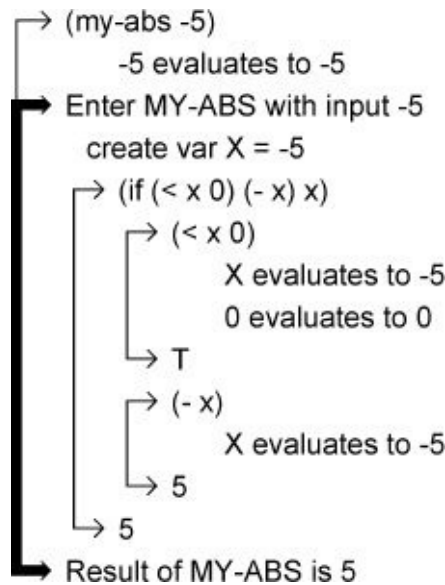 (my-abs -5)
-5 evaluates to -5
Enter MY-ABS with input -5
create var X = -5
(if (< x 0) (- x) x)
(< x 0)
X evaluates to -5
0 evaluates to 0
T
(- x)
X evaluates to -5
5
5
Result of MY-ABS is 5